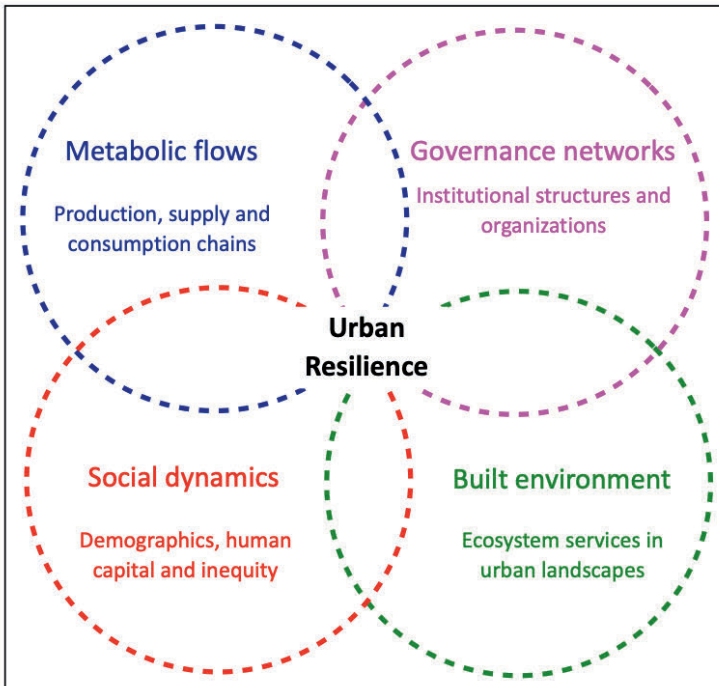 Metabolic flows
Production, supply and
consumption chains
Governance networks
Institutional structures and
organizations
Urban
Resilience
Social dynamics
Demographics, human
capital and inequity
Built environment
Ecosystem services in
urban landscapes